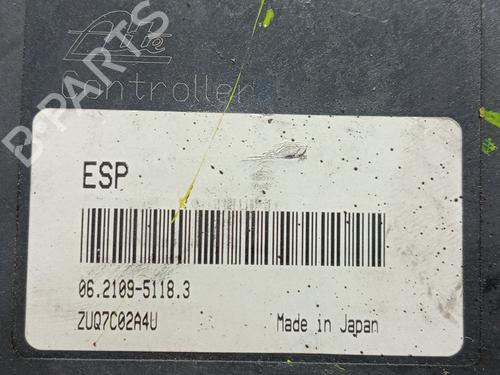 Ate
Controller
B-PARTS
ESP
06.2109-5118.3
ZUQ7C02A4U Made in Japan